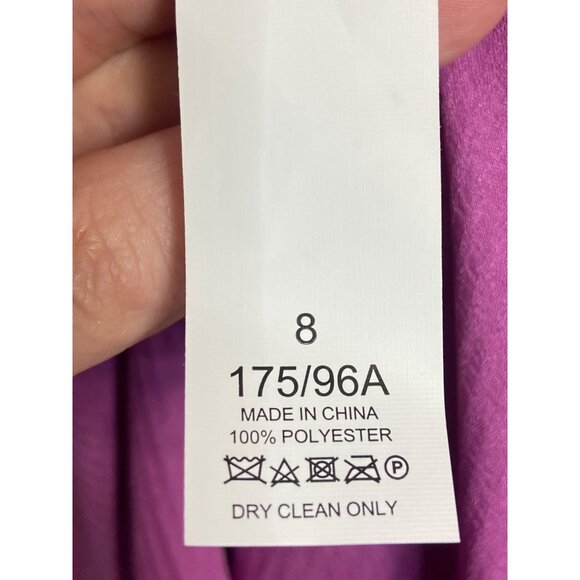 8
175/96A
MADE IN CHINA
100% POLYESTER
P
DRY CLEAN ONLY